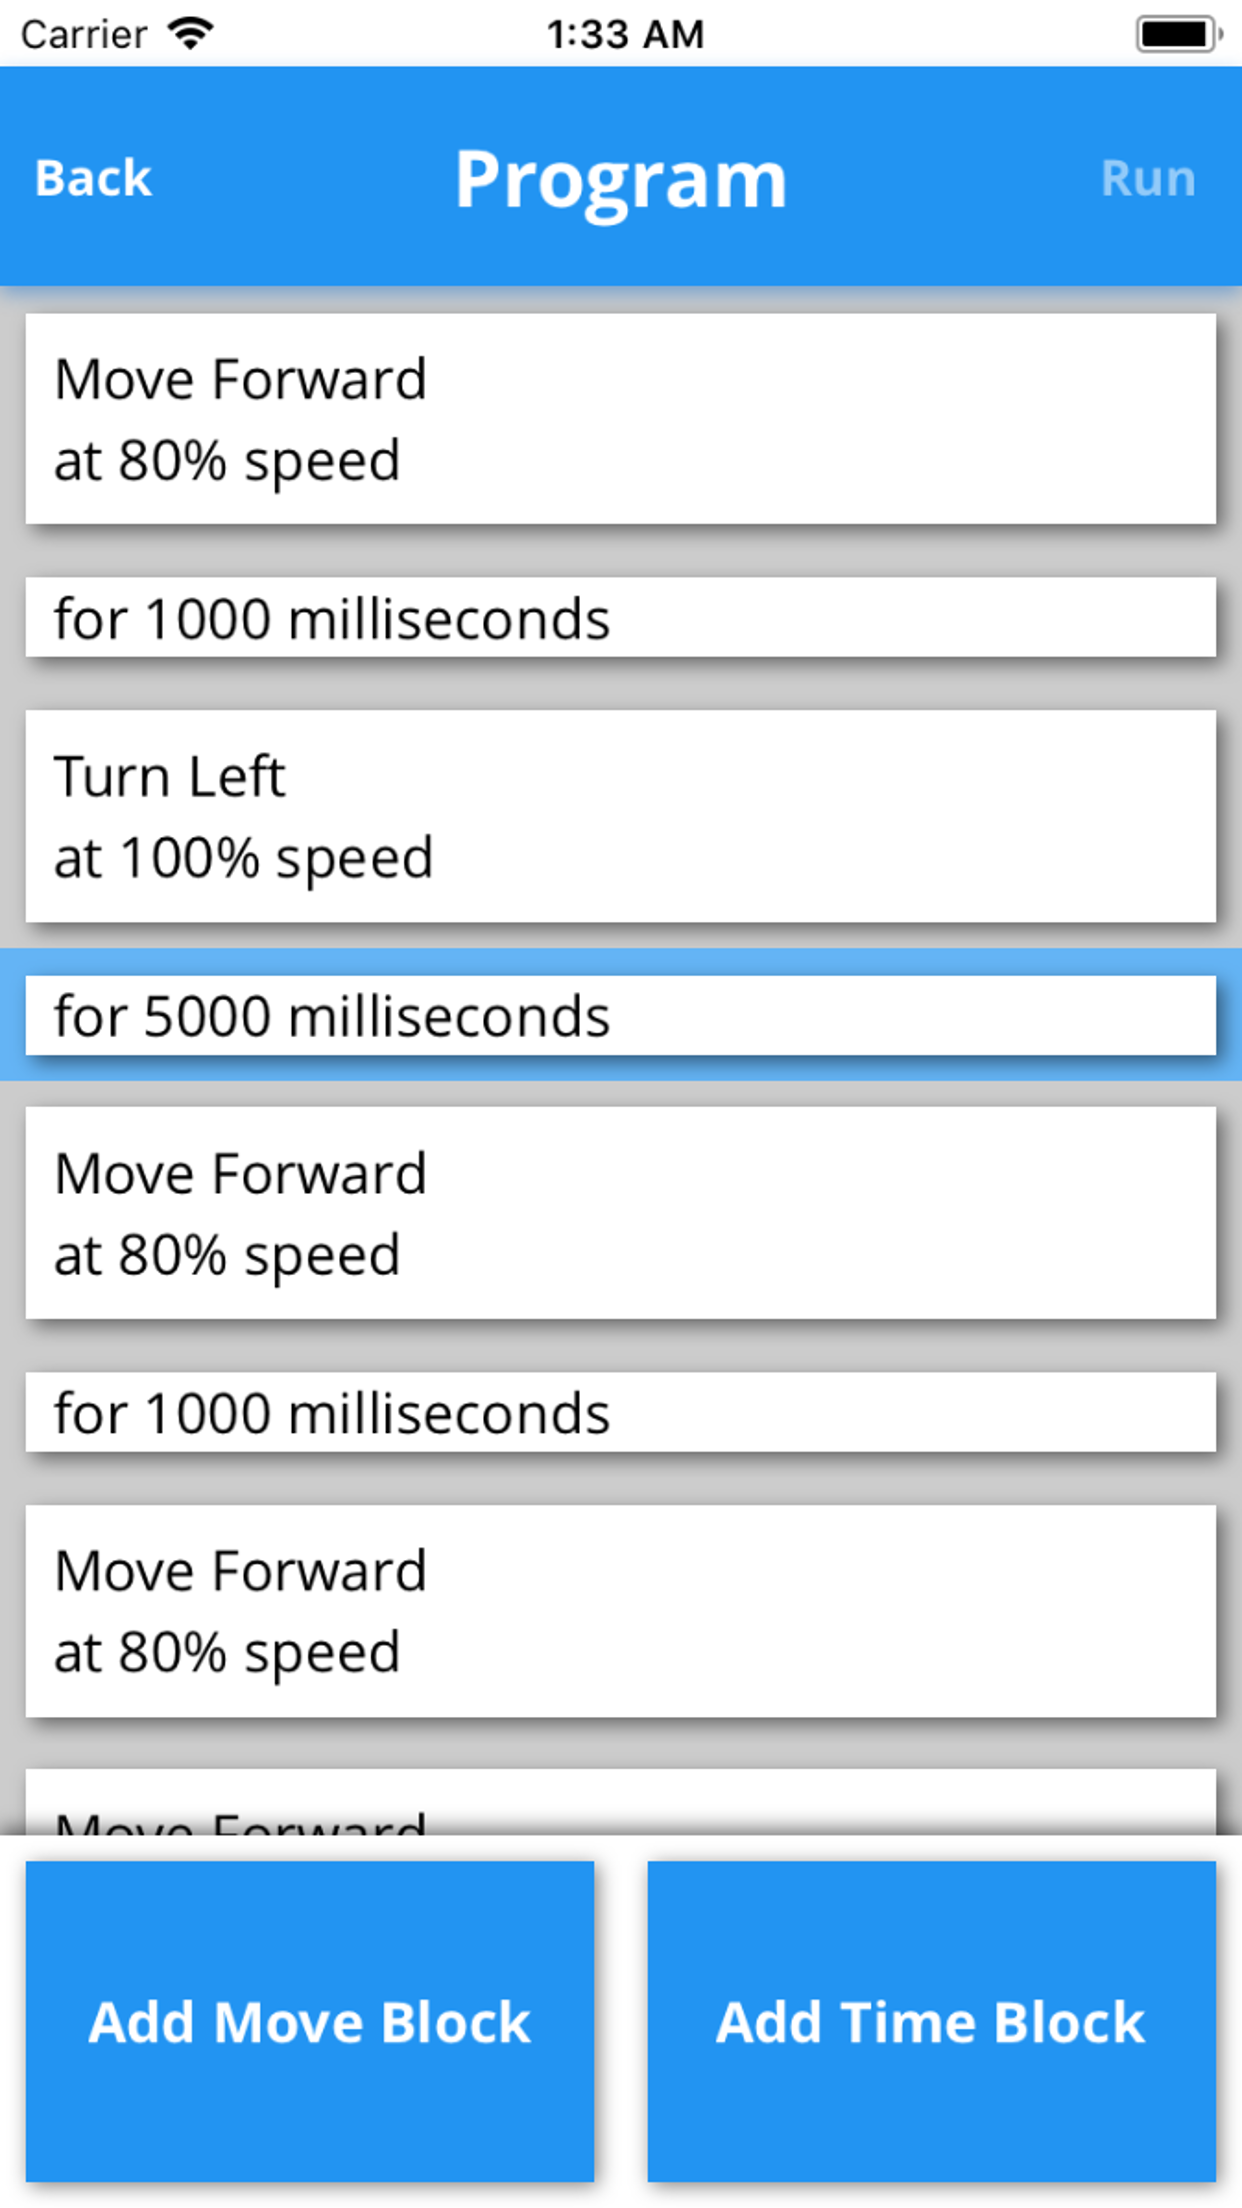 Carrier 1:33 AM
Back Program Run
Move Forward
at 80% speed
for 1000 milliseconds
Turn Left
at 100% speed
for 5000 milliseconds
Move Forward
at 80% speed
for 1000 milliseconds
Move Forward
at 80% speed
Move Forward
Add Move Block Add Time Block